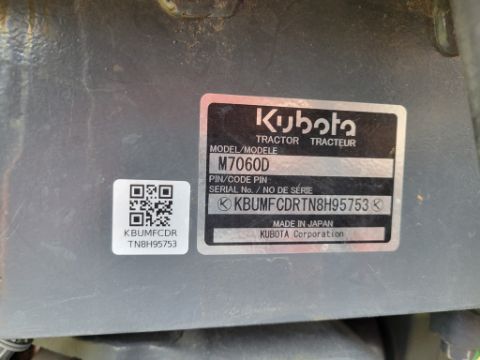 Kubota
TRACTOR TRACTEUR
MODEL/MODÈLE
M7060D
PIN/CODE PIN
SERIAL No. / NO DE SÉRIE
KBUMFCDRTN8H95753
MADE IN JAPAN
KUBOTA Corporation
KBUMFCDR
TN8H95753